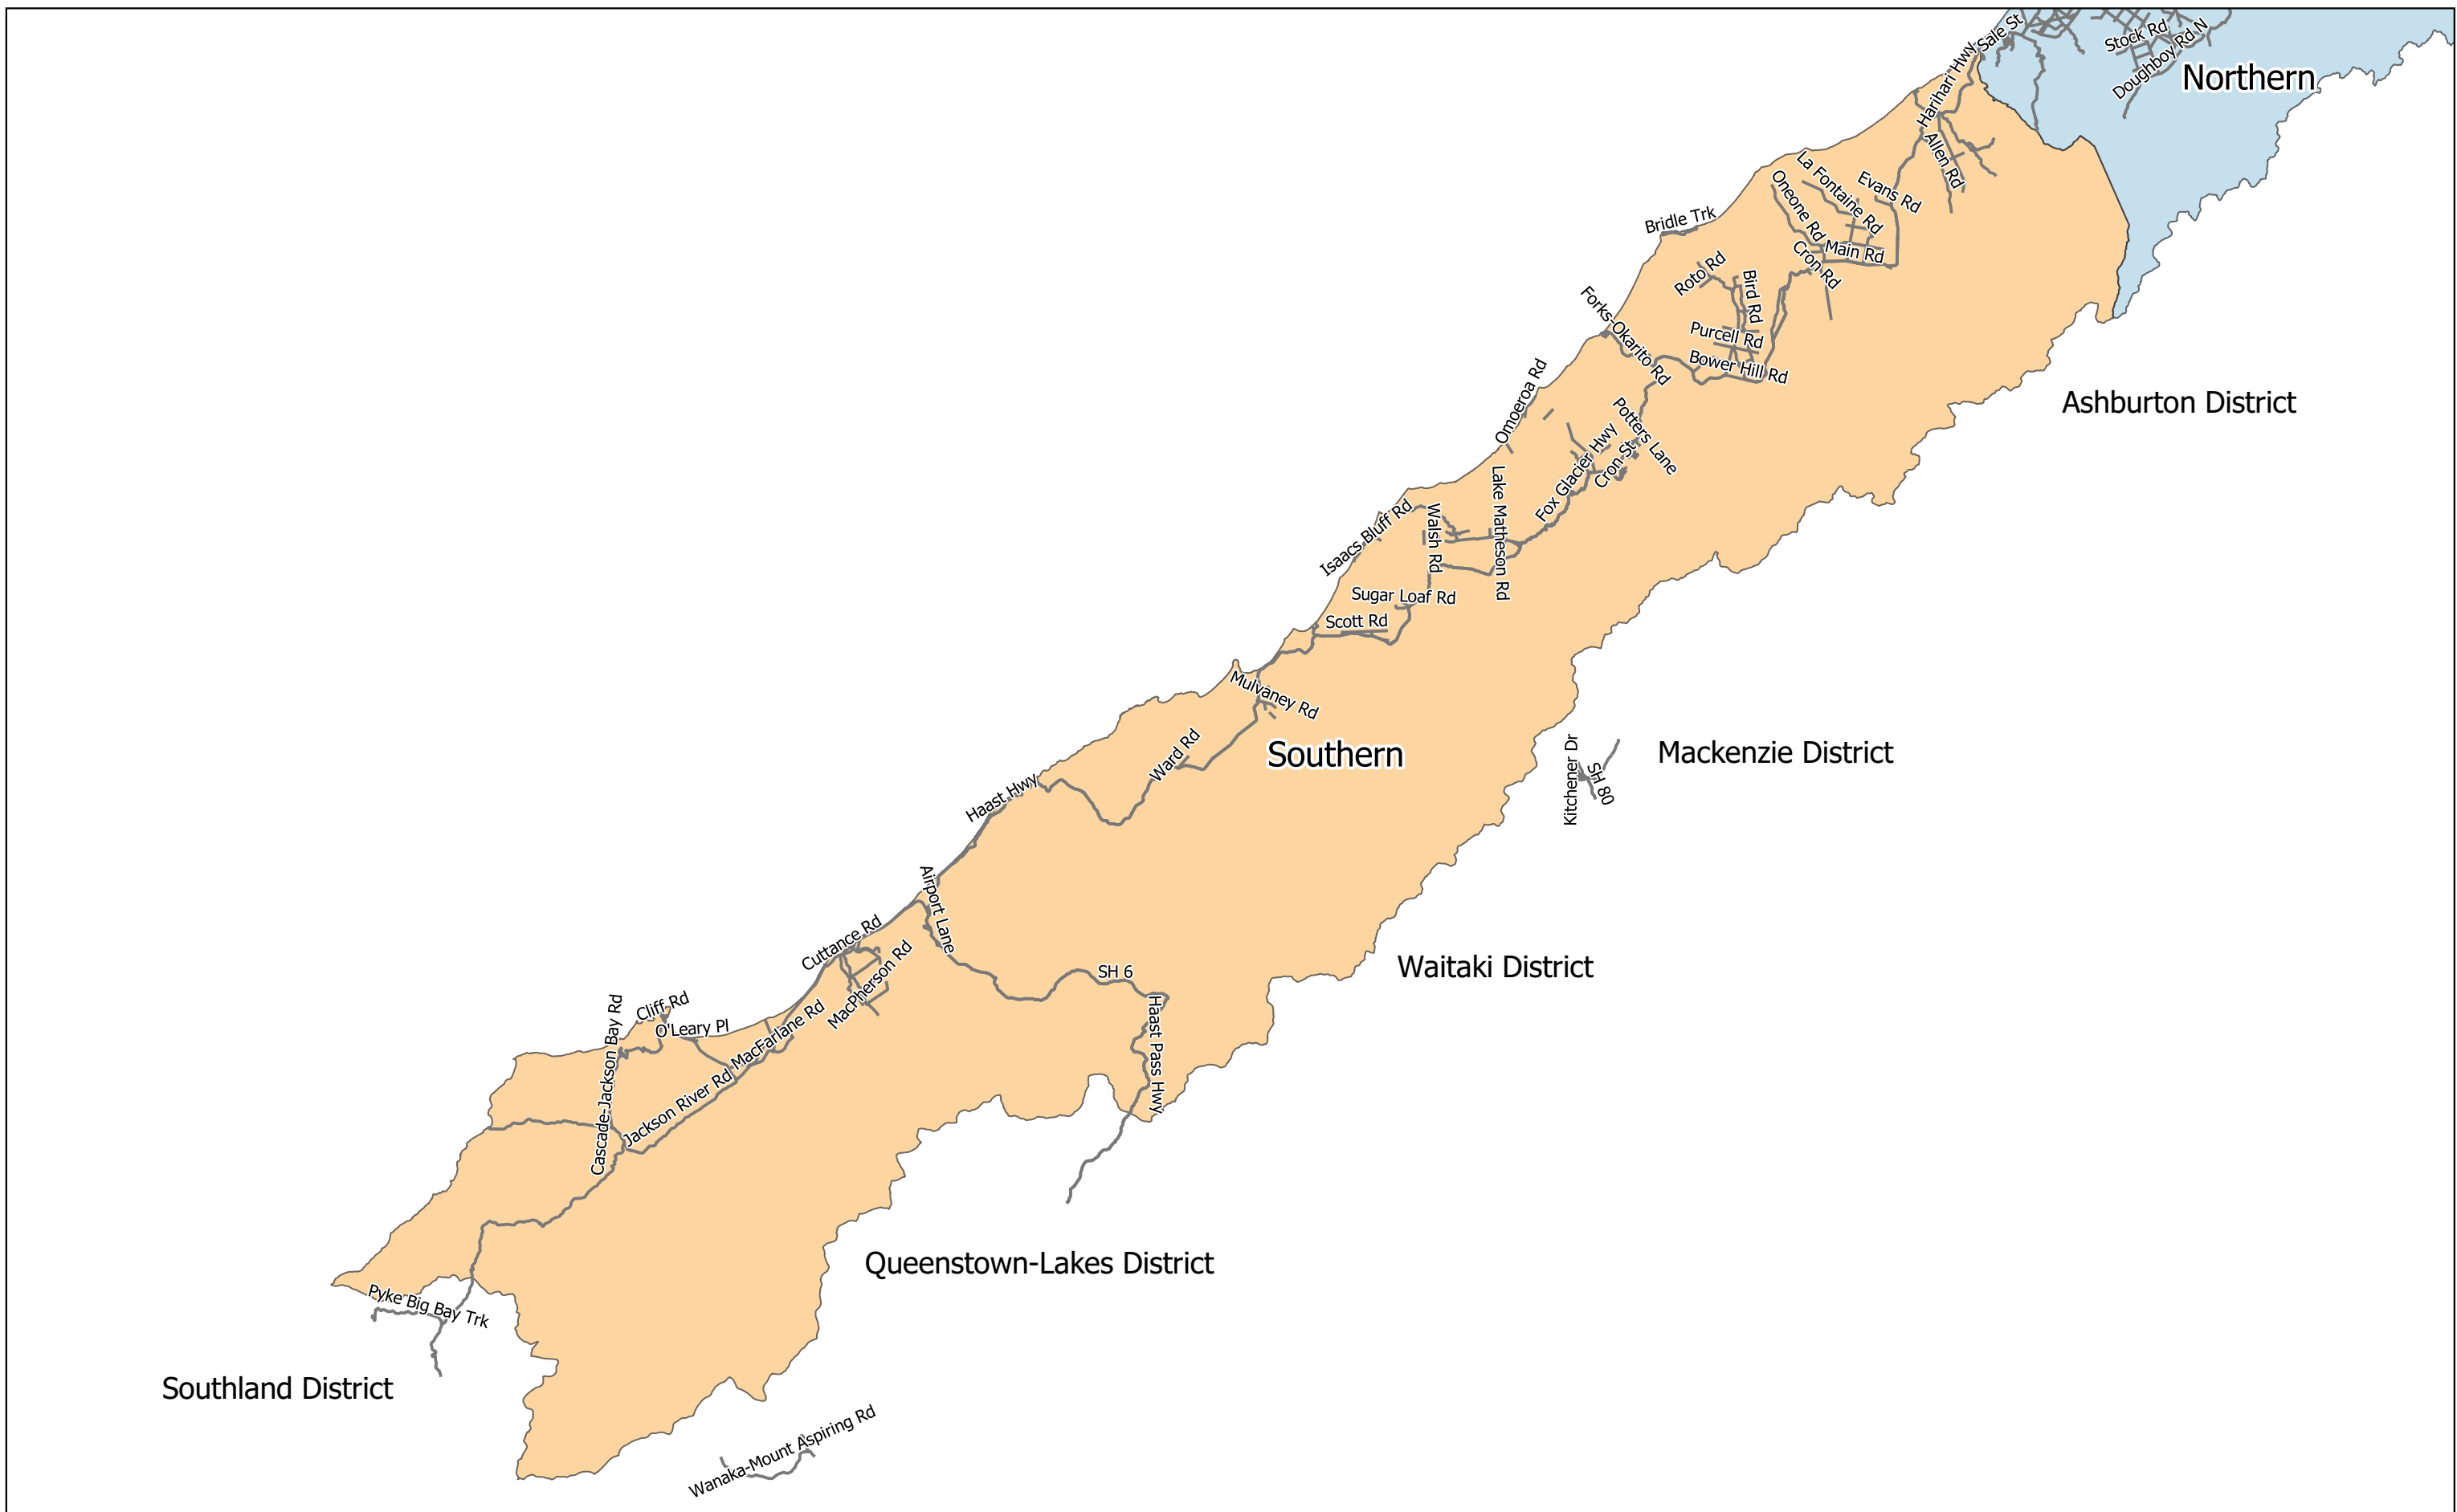 Sale St
Stock Rd
Doughboy Rd N
Northern
Harihari Hwy
Allen Rd
La Fontaine Rd
Evans Rd
Oneone Rd
Bridle Trk
Main Rd
Cron Rd
Roto Rd
Bird Rd
Forks-Okarito Rd
Purcell Rd
Bower Hill Rd
Omoeroa Rd
Ashburton District
Potters Lane
Fox Glacier Hwy
Cron St
Lake Matheson Rd
Isaacs Bluff Rd
Walsh Rd
Sugar Loaf Rd
Scott Rd
Mulvaney Rd
Ward Rd
Southern
Kitchener Dr
SH 80
Mackenzie District
Haast Hwy
Airport Lane
Cuttance Rd
MacPherson Rd
Waitaki District
SH 6
Haast Pass Hwy
Cliff Rd
O'Leary Pl
Cascade-Jackson Bay Rd
MacFarlane Rd
Jackson River Rd
Queenstown-Lakes District
Pyke Big Bay Trk
Southland District
Wanaka-Mount Aspiring Rd